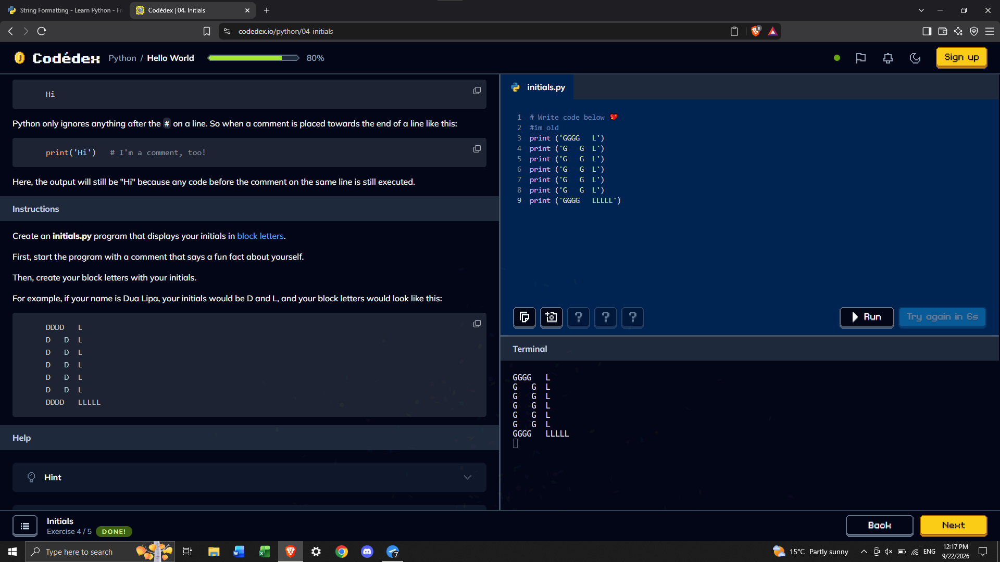 String Formatting - Learn Python - Fr
Codédex | 04. Initials
codedex.io/python/04-initials
8
Codédex
Python / Hello World
80%
Sign up
Hi
Python only ignores anything after the # on a line. So when a comment is placed towards the end of a line like this:
print('Hi')   # I'm a comment, too!
Here, the output will still be "Hi" because any code before the comment on the same line is still executed.
Instructions
Create an initials.py program that displays your initials in block letters.
First, start the program with a comment that says a fun fact about yourself.
Then, create your block letters with your initials.
For example, if your name is Dua Lipa, your initials would be D and L, and your block letters would look like this:
DDDD   L
D   D  L
D   D  L
D   D  L
D   D  L
D   D  L
DDDD   LLLLL
Help
Hint
initials.py
1 # Write code below 💖
2 #im old
3 print ('GGGG   L')
4 print ('G   G  L')
5 print ('G   G  L')
6 print ('G   G  L')
7 print ('G   G  L')
8 print ('G   G  L')
9 print ('GGGG   LLLLL')
? ? ?
Run
Try again in 6s
Terminal
GGGG   L
G   G  L
G   G  L
G   G  L
G   G  L
G   G  L
GGGG   LLLLL
Initials
Exercise 4 / 5 DONE!
Back
Next
Type here to search
7
15°C Partly sunny
ENG
12:17 PM
9/22/2026